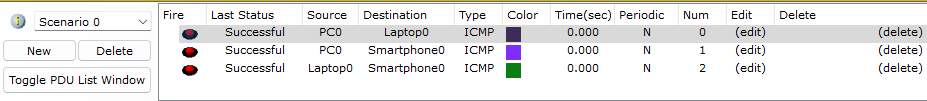 Scenario 0
New Delete
Toggle PDU List Window
Fire Last Status Source Destination Type Color Time(sec) Periodic Num Edit Delete
Successful PC0 Laptop0 ICMP 0.000 N 0 (edit) (delete)
Successful PC0 Smartphone0 ICMP 0.000 N 1 (edit) (delete)
Successful Laptop0 Smartphone0 ICMP 0.000 N 2 (edit) (delete)